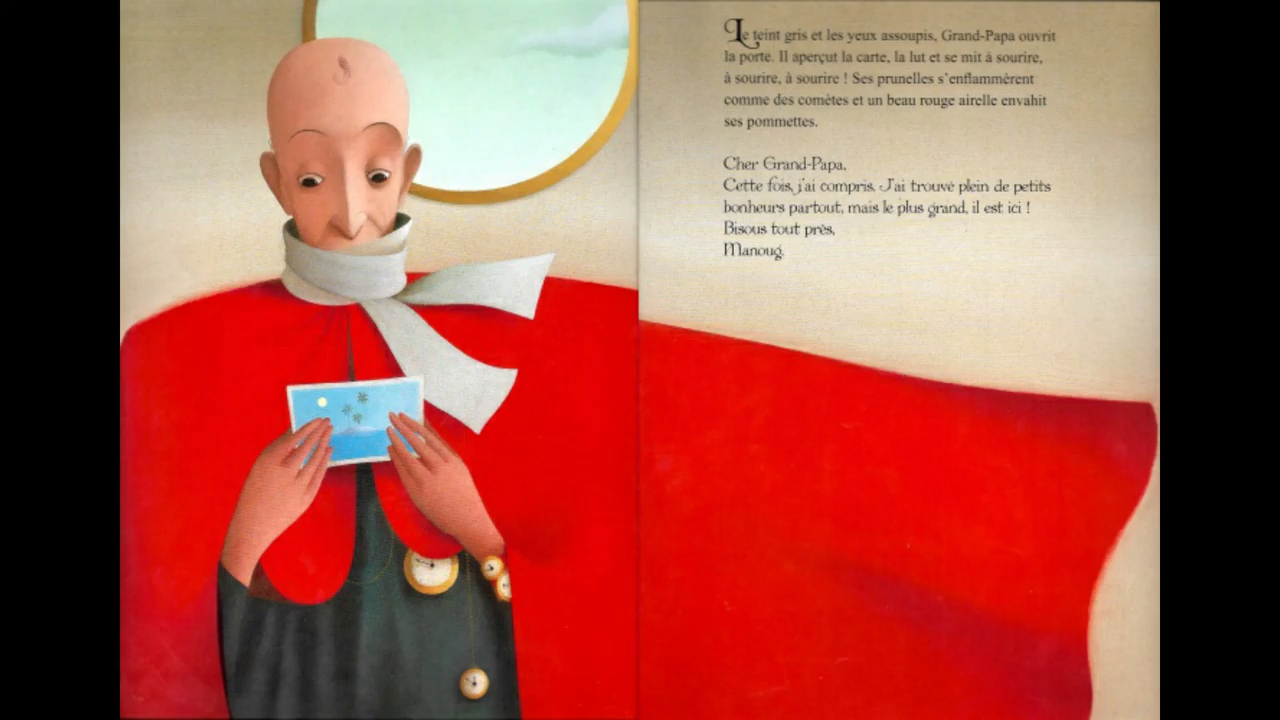 Le teint gris et les yeux assoupis, Grand-Papa ouvrit
la porte. Il aperçut la carte, la lut et se mit à sourire,
à sourire, à sourire ! Ses prunelles s'enflammèrent
comme des comètes et un beau rouge airelle envahit
ses pommettes.
Cher Grand-Papa,
Cette fois, j'ai compris. J'ai trouvé plein de petits
bonheurs partout, mais le plus grand, il est ici !
Bisous tout près,
Manoug.